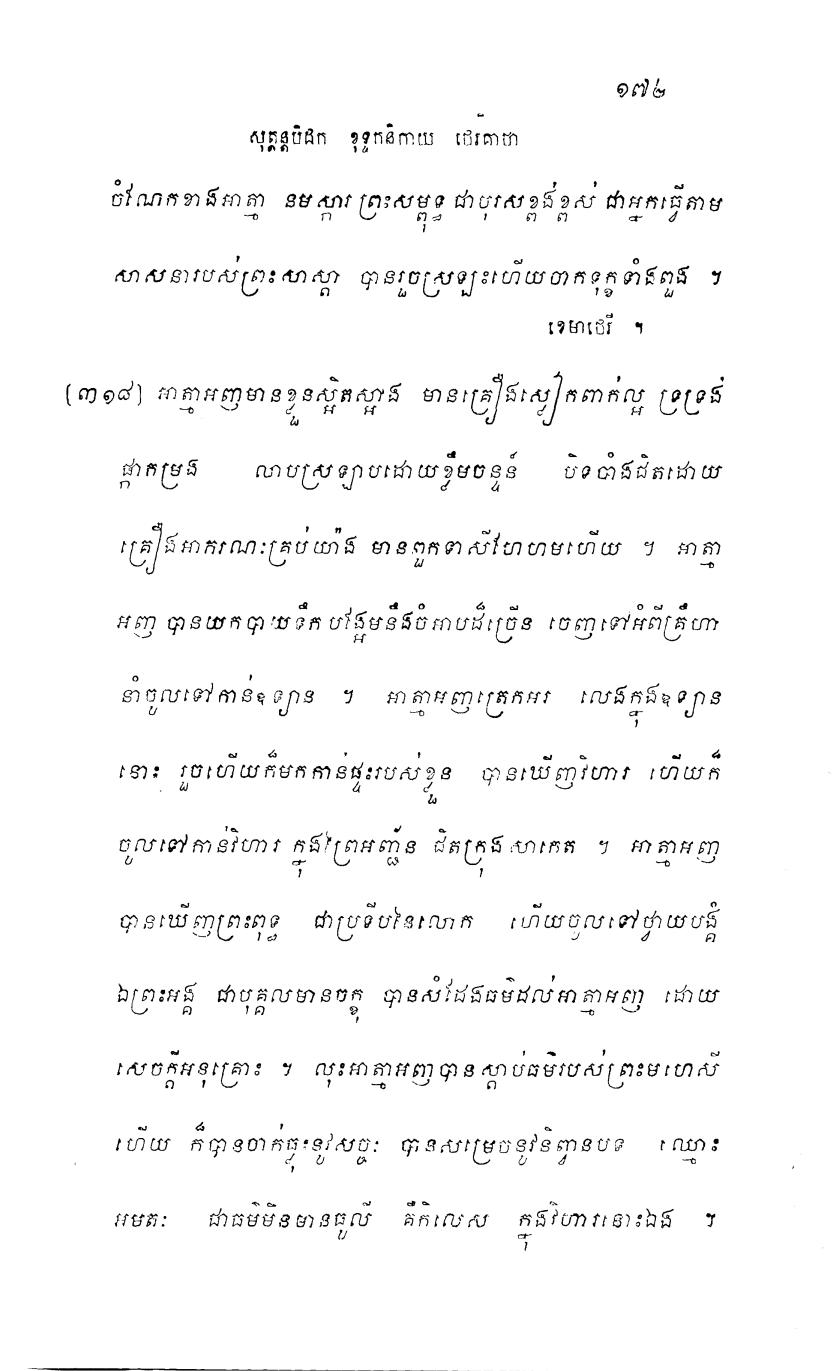 ១៧២
សុត្តន្តបិដក ខុទ្ទកនិកាយ ថេរីគាថា
ចំណែកខាងអាត្មា នមស្ការ ព្រះសម្ពុទ្ធ ជាបុរសខ្ពង់ខ្ពស់ ជាអ្នកធ្វើតាម
សាសនារបស់ព្រះសាស្តា បានរួចស្រឡះហើយចាកទុក្ខទាំងពួង ។
ខេមាថេរី ។
[៣១៨] អាត្មាអញមានខ្លួនស្អិតស្អាង មានគ្រឿងស្លៀកពាក់ល្អ ទ្រទ្រង់
ផ្កាកម្រង លាបស្រឡាបដោយខ្លឹមចន្ទន៍ បិទបាំងជិតដោយ
គ្រឿងអាភរណៈគ្រប់យ៉ាង មានពួកទាសីហែហមហើយ ។ អាត្មា
អញ បានយកបាយទឹក បង្អែមនឹងចំអាបដ៏ច្រើន ចេញទៅអំពីគ្រឹហា
នាំចូលទៅកាន់ឧទ្យាន ។ អាត្មាអញត្រេកអរ លេងក្នុងឧទ្យាន
នោះ រួចហើយក៏មកកាន់ផ្ទះរបស់ខ្លួន បានឃើញវិហារ ហើយក៏
ចូលទៅកាន់វិហារ ក្នុងព្រៃអញ្ជ័ន ជិតក្រុងសាកេត ។ អាត្មាអញ
បានឃើញព្រះពុទ្ធ ជាប្រទីបនៃលោក ហើយចូលទៅថ្វាយបង្គំ
ឯព្រះអង្គ ជាបុគ្គលមានចក្ខុ បានសំដែងធម៌ដល់អាត្មាអញ ដោយ
សេចក្តីអនុគ្រោះ ។ លុះអាត្មាអញបានស្តាប់ធម៌របស់ព្រះមហេសី
ហើយ ក៏បានចាក់ធ្លុះនូវសច្ចៈ បានសម្រេចនូវនិព្វានបទ ឈ្មោះ
អមតៈ ជាធម៌មិនមានធូលី គឺកិលេស ក្នុងវិហារនោះឯង ។